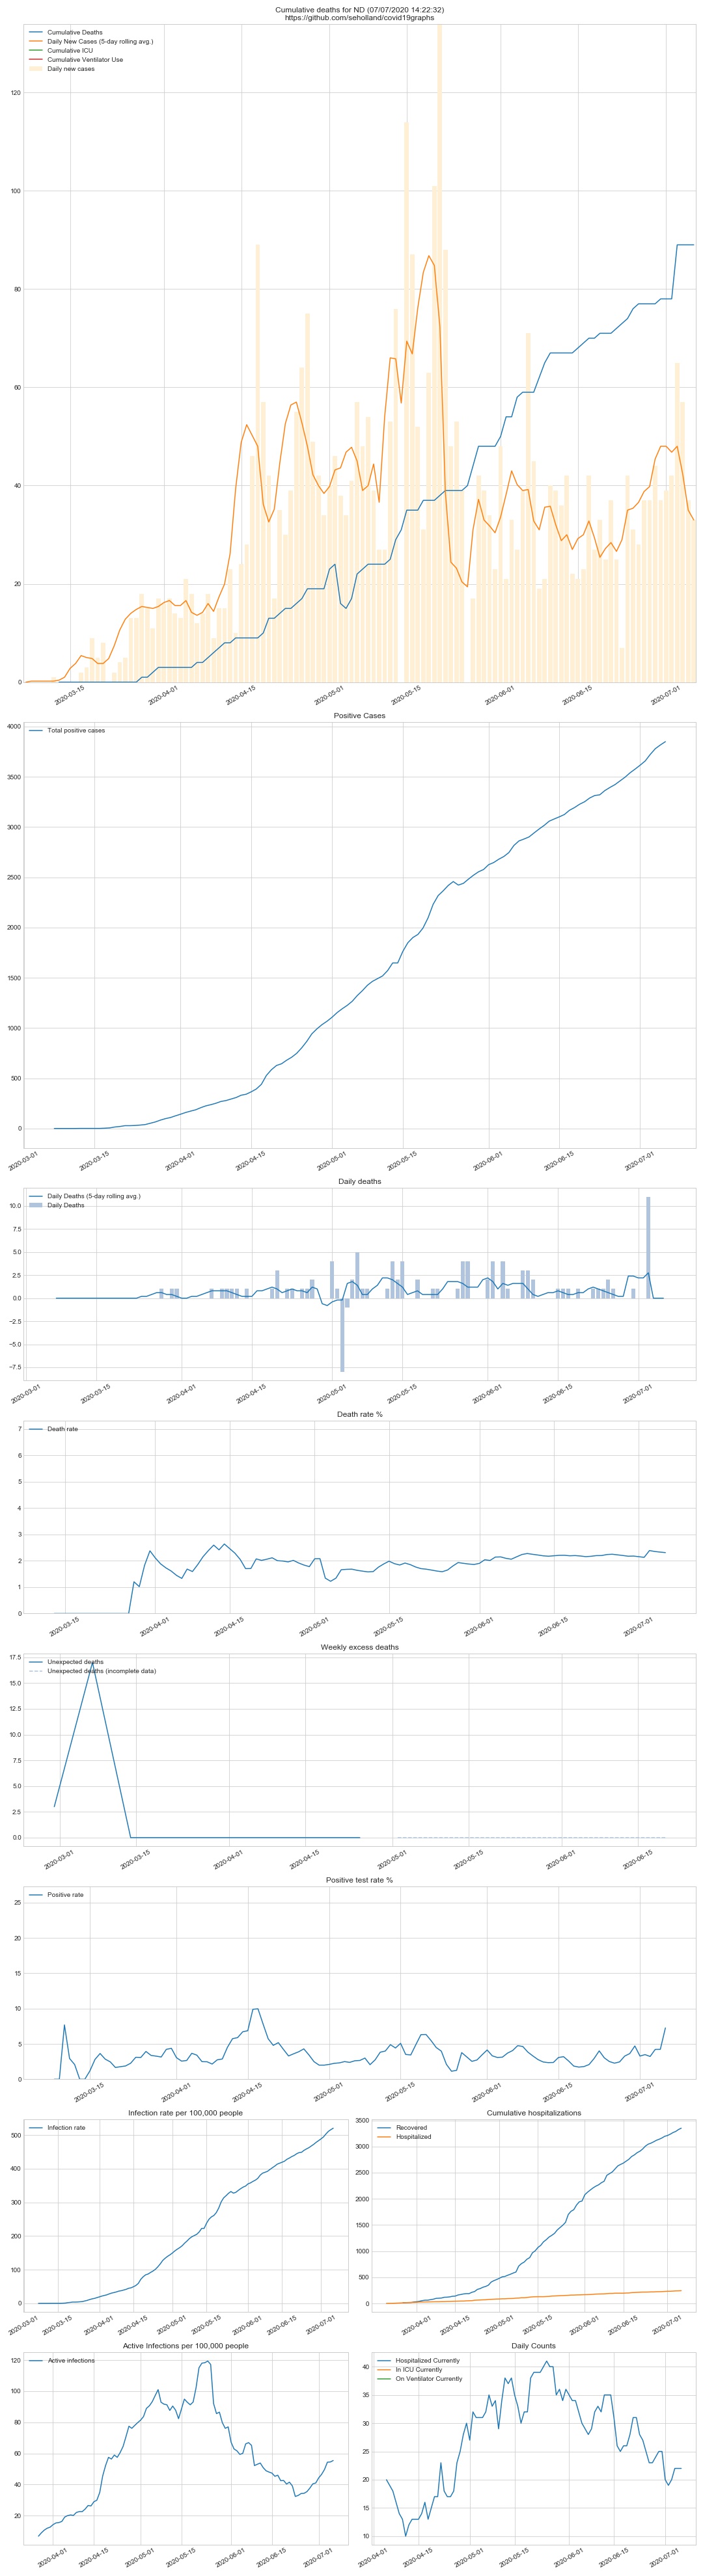 Cumulative deaths for ND (07/07/2020 14:22:32)
https://github.com/seholland/covid19graphs
Cumulative Deaths
Daily New Cases (5-day rolling avg.)
Cumulative ICU
Cumulative Ventilator Use
Daily new cases
120
100
80
60
40
20
0
2020-03-15 2020-04-01 2020-04-15 2020-05-01 2020-05-15 2020-06-01 2020-06-15 2020-07-01
Positive Cases
Total positive cases
4000
3500
3000
2500
2000
1500
1000
500
0
2020-03-01 2020-03-15 2020-04-01 2020-04-15 2020-05-01 2020-05-15 2020-06-01 2020-06-15 2020-07-01
Daily deaths
Daily Deaths (5-day rolling avg.)
Daily Deaths
10.0
7.5
5.0
2.5
0.0
−2.5
−5.0
−7.5
2020-03-01 2020-03-15 2020-04-01 2020-04-15 2020-05-01 2020-05-15 2020-06-01 2020-06-15 2020-07-01
Death rate %
Death rate
7
6
5
4
3
2
1
0
2020-03-15 2020-04-01 2020-04-15 2020-05-01 2020-05-15 2020-06-01 2020-06-15 2020-07-01
Weekly excess deaths
Unexpected deaths
Unexpected deaths (incomplete data)
17.5
15.0
12.5
10.0
7.5
5.0
2.5
0.0
2020-03-01 2020-03-15 2020-04-01 2020-04-15 2020-05-01 2020-05-15 2020-06-01 2020-06-15
Positive test rate %
Positive rate
25
20
15
10
5
0
2020-03-15 2020-04-01 2020-04-15 2020-05-01 2020-05-15 2020-06-01 2020-06-15 2020-07-01
Infection rate per 100,000 people
Infection rate
500
400
300
200
100
0
2020-03-01 2020-03-15 2020-04-01 2020-04-15 2020-05-01 2020-05-15 2020-06-01 2020-06-15 2020-07-01
Cumulative hospitalizations
Recovered
Hospitalized
3500
3000
2500
2000
1500
1000
500
0
2020-04-01 2020-04-15 2020-05-01 2020-05-15 2020-06-01 2020-06-15 2020-07-01
Active Infections per 100,000 people
Active infections
120
100
80
60
40
20
2020-04-01 2020-04-15 2020-05-01 2020-05-15 2020-06-01 2020-06-15 2020-07-01
Daily Counts
Hospitalized Currently
In ICU Currently
On Ventilator Currently
40
35
30
25
20
15
10
2020-04-01 2020-04-15 2020-05-01 2020-05-15 2020-06-01 2020-06-15 2020-07-01